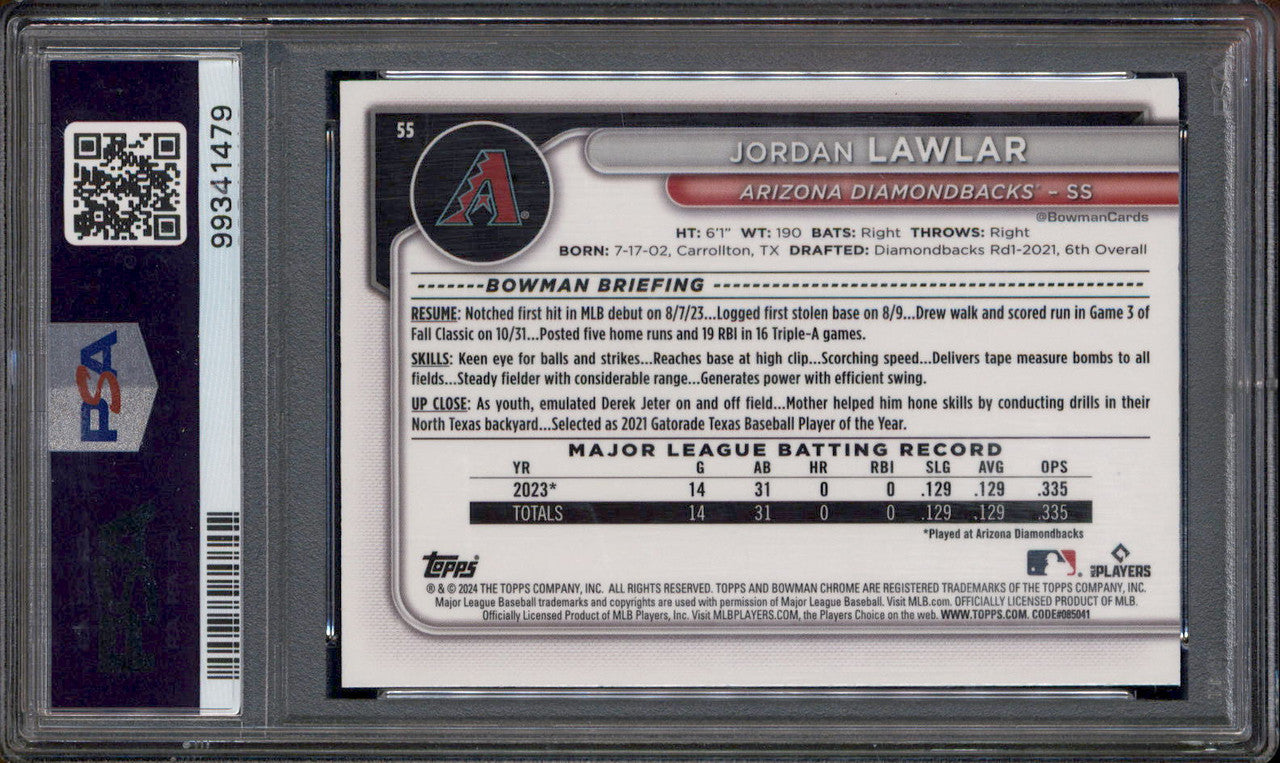 99341479
PSA
55
A
JORDAN LAWLAR
ARIZONA DIAMONDBACKS® – SS
@BowmanCards
HT: 6'1" WT: 190 BATS: Right THROWS: Right
BORN: 7-17-02, Carrollton, TX DRAFTED: Diamondbacks Rd1-2021, 6th Overall
BOWMAN BRIEFING
RESUME: Notched first hit in MLB debut on 8/7/23...Logged first stolen base on 8/9...Drew walk and scored run in Game 3 of
Fall Classic on 10/31...Posted five home runs and 19 RBI in 16 Triple-A games.
SKILLS: Keen eye for balls and strikes...Reaches base at high clip...Scorching speed...Delivers tape measure bombs to all
fields...Steady fielder with considerable range...Generates power with efficient swing.
UP CLOSE: As youth, emulated Derek Jeter on and off field...Mother helped him hone skills by conducting drills in their
North Texas backyard...Selected as 2021 Gatorade Texas Baseball Player of the Year.
MAJOR LEAGUE BATTING RECORD
YR G AB HR RBI SLG AVG OPS
2023* 14 31 0 0 .129 .129 .335
TOTALS 14 31 0 0 .129 .129 .335
*Played at Arizona Diamondbacks
Topps®
MLB PLAYERS
® & © 2024 THE TOPPS COMPANY, INC. ALL RIGHTS RESERVED. TOPPS AND BOWMAN CHROME ARE REGISTERED TRADEMARKS OF THE TOPPS COMPANY, INC.
Major League Baseball trademarks and copyrights are used with permission of Major League Baseball. Visit MLB.com. OFFICIALLY LICENSED PRODUCT OF MLB.
Officially Licensed Product of MLB Players, Inc. Visit MLBPLAYERS.COM, the Players Choice on the web. WWW.TOPPS.COM. CODE#085041